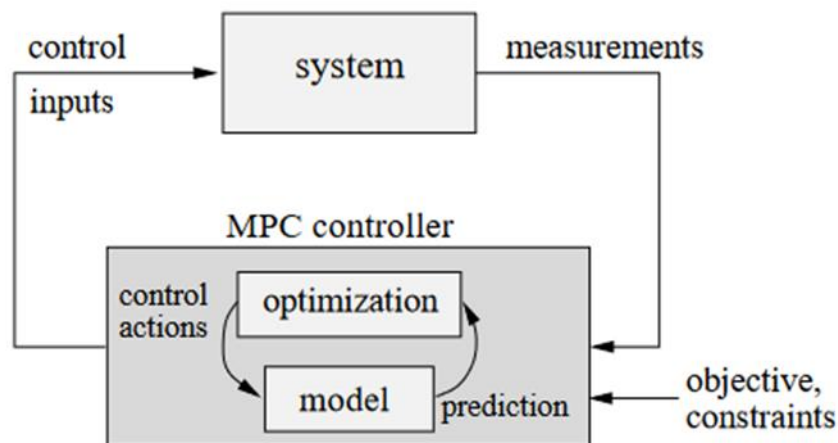 control
inputs
system
measurements
MPC controller
control
actions
optimization
model
prediction
objective,
constraints